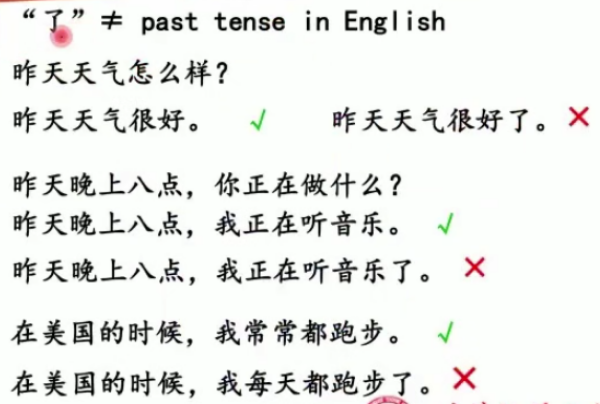 “了”≠ past tense in English
昨天天气怎么样？
昨天天气很好。 √ 昨天天气很好了。 ×
昨天晚上八点，你正在做什么？
昨天晚上八点，我正在听音乐。 √
昨天晚上八点，我正在听音乐了。 ×
在美国的时候，我常常都跑步。 √
在美国的时候，我每天都跑步了。 ×